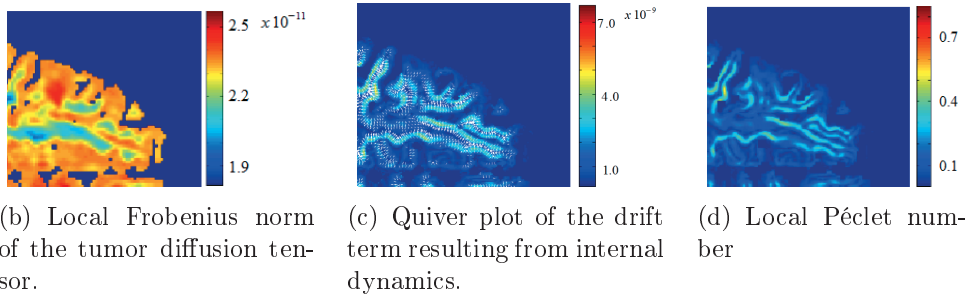 2.5 x10⁻¹¹
2.2
1.9
x 10⁻⁹
7.0
4.0
1.0
0.7
0.4
0.1
(b) Local Frobenius norm
of the tumor diffusion ten-
sor.
(c) Quiver plot of the drift
term resulting from internal
dynamics.
(d) Local Péclet num-
ber